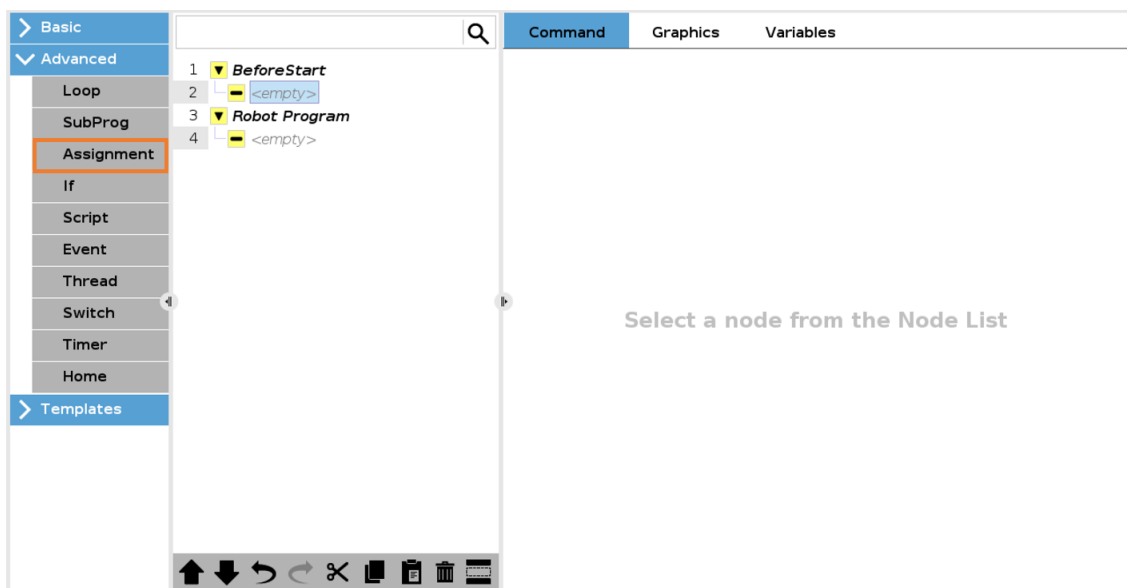 Basic
Advanced
Loop
SubProg
Assignment
If
Script
Event
Thread
Switch
Timer
Home
Templates
1 BeforeStart
2 <empty>
3 Robot Program
4 <empty>
Command Graphics Variables
Select a node from the Node List